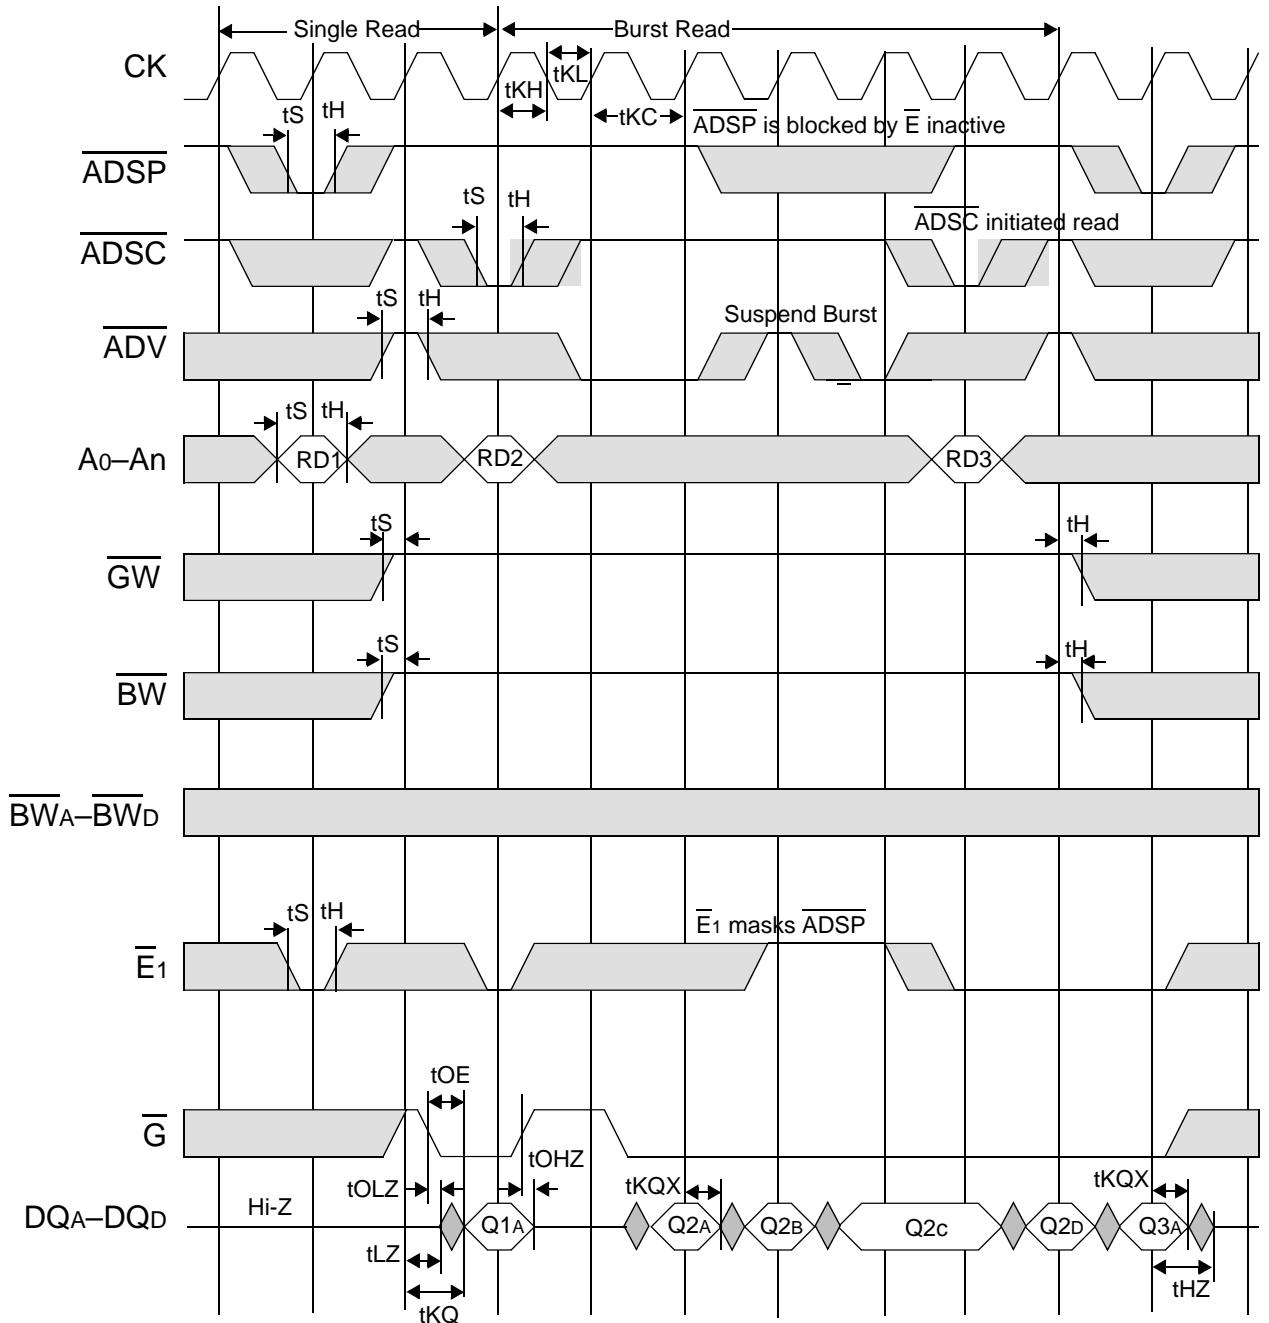 Single Read
Burst Read
CK
tKL
tKH
tS
tH
tKC
ADSP is blocked by E inactive
ADSP
tS
tH
ADSC initiated read
ADSC
tS
tH
Suspend Burst
ADV
tS
tH
A0–An
RD1
RD2
RD3
tS
tH
GW
tS
tH
BW
BWA–BWD
tS
tH
E1 masks ADSP
E1
tOE
G
tOHZ
tOLZ
tKQX
tKQX
Hi-Z
DQA–DQD
Q1A
Q2A
Q2B
Q2c
Q2D
Q3A
tLZ
tHZ
tKQ